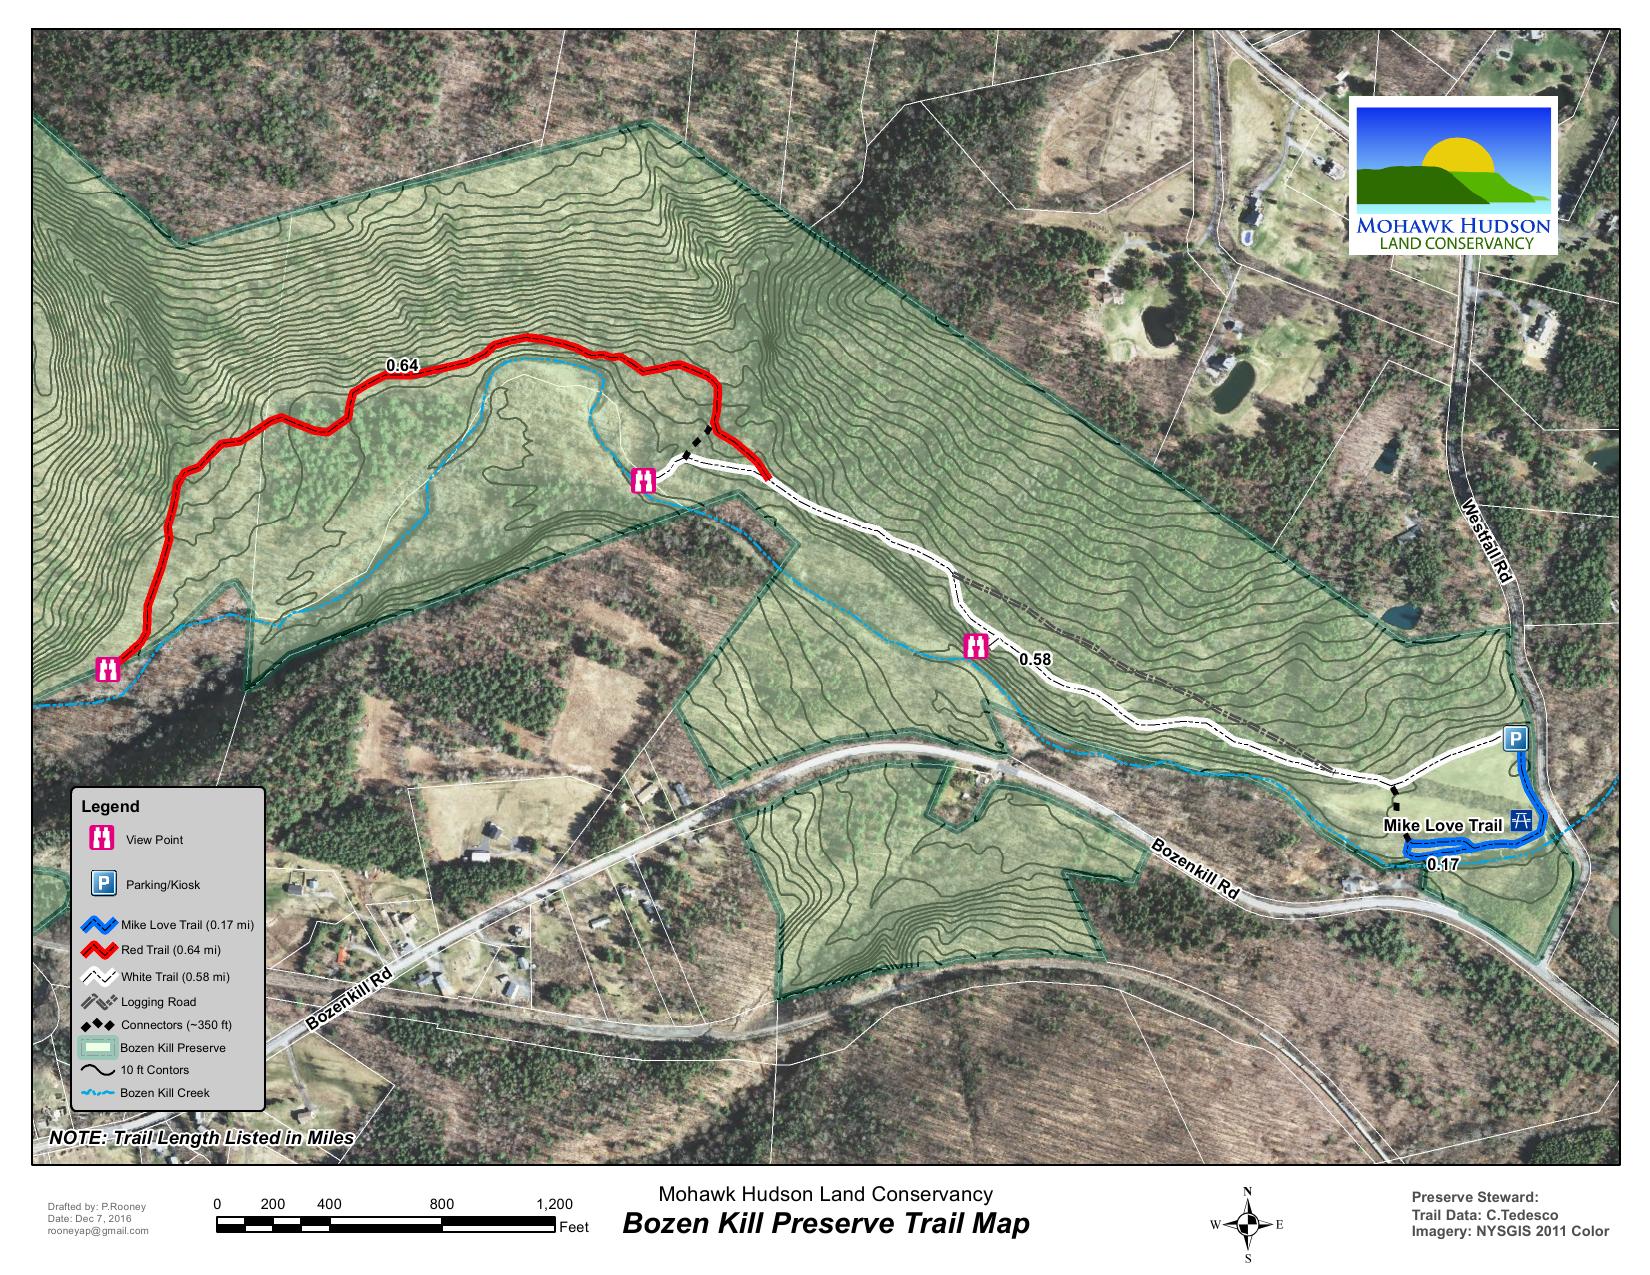 MOHAWK HUDSON
LAND CONSERVANCY
0.64
Westfall Rd
0.58
P
Mike Love Trail
0.17
Bozenkill Rd
Bozenkill Rd
Legend
View Point
P
Parking/Kiosk
Mike Love Trail (0.17 mi)
Red Trail (0.64 mi)
White Trail (0.58 mi)
Logging Road
Connectors (~350 ft)
Bozen Kill Preserve
10 ft Contors
Bozen Kill Creek
NOTE: Trail Length Listed in Miles
Drafted by: P.Rooney
Date: Dec 7, 2016
rooneyap@gmail.com
0 200 400 800 1,200
Feet
Mohawk Hudson Land Conservancy
Bozen Kill Preserve Trail Map
N
W E
S
Preserve Steward:
Trail Data: C.Tedesco
Imagery: NYSGIS 2011 Color